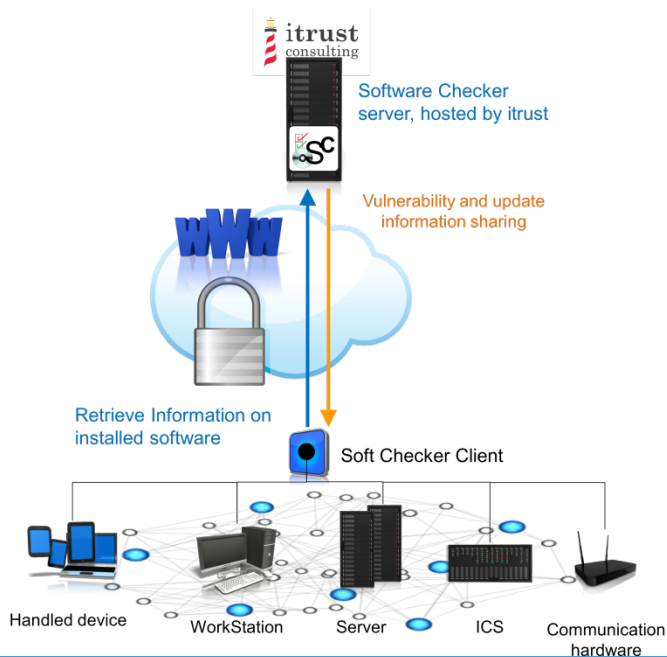 itrust
consulting
Software Checker
server, hosted by itrust
SC
Vulnerability and update
information sharing
WWW
Retrieve Information on
installed software
Soft Checker Client
Handled device
WorkStation
Server
ICS
Communication
hardware